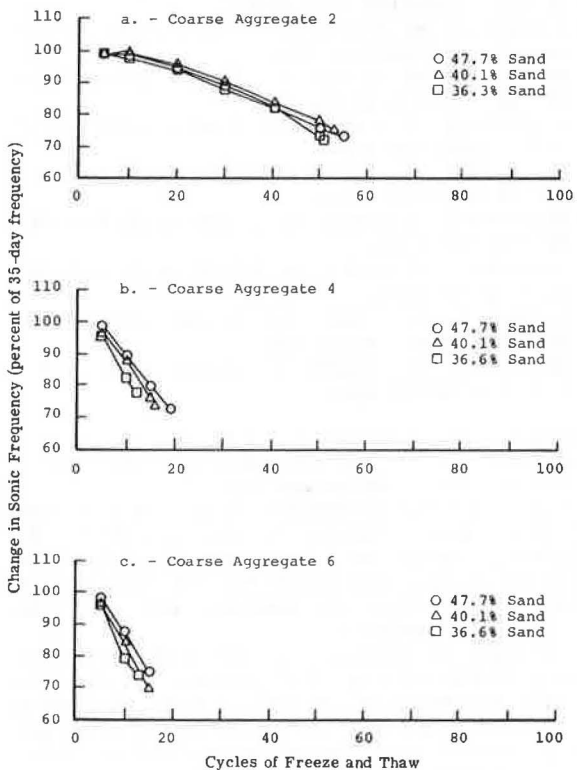 Change in Sonic Frequency (percent of 35-day frequency)
a. - Coarse Aggregate 2
110
100
90
80
70
60
○ 47.7% Sand
△ 40.1% Sand
□ 36.3% Sand
0 20 40 60 80 100
b. - Coarse Aggregate 4
110
100
90
80
70
60
○ 47.7% Sand
△ 40.1% Sand
□ 36.6% Sand
0 20 40 60 80 100
c. - Coarse Aggregate 6
110
100
90
80
70
60
○ 47.7% Sand
△ 40.1% Sand
□ 36.6% Sand
0 20 40 60 80 100
Cycles of Freeze and Thaw